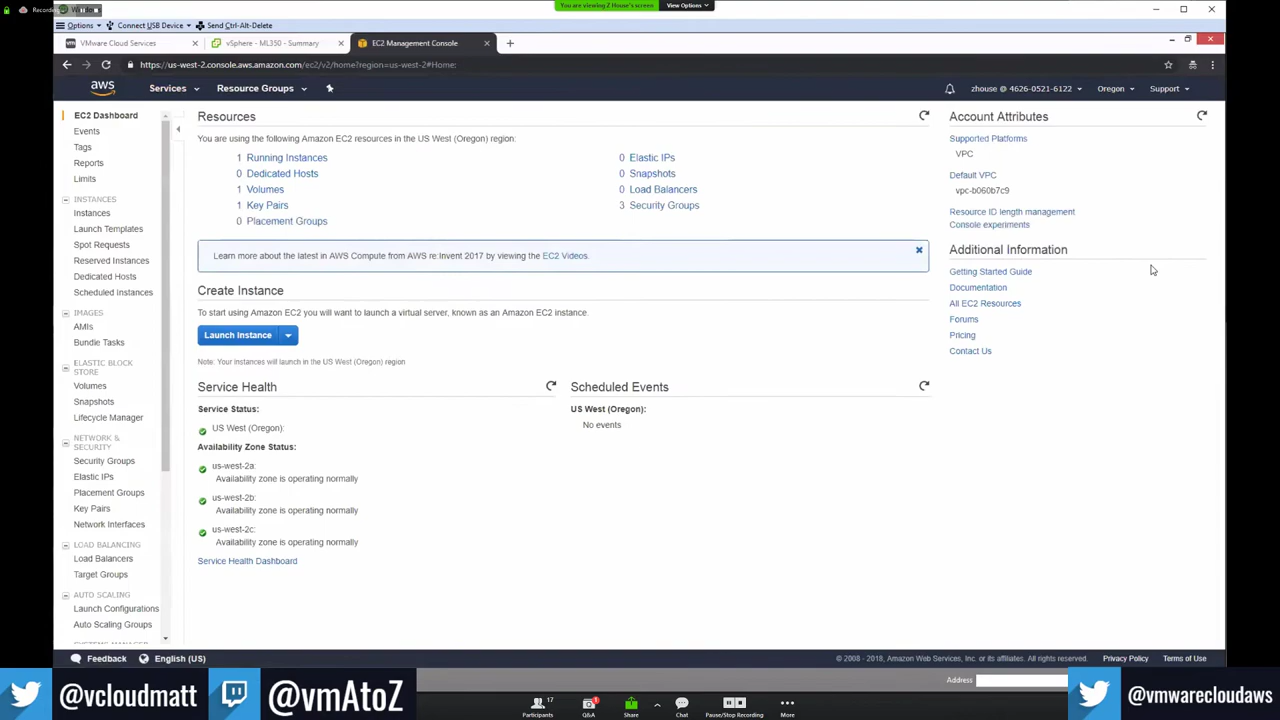 Recording
You are viewing Z House's screen
View Options
Options
Connect USB Device
Send Ctrl-Alt-Delete
VMware Cloud Services
vSphere - ML350 - Summary
EC2 Management Console
https://us-west-2.console.aws.amazon.com/ec2/v2/home?region=us-west-2#Home:
aws
Services
Resource Groups
zhouse @ 4626-0521-6122
Oregon
Support
EC2 Dashboard
Events
Tags
Reports
Limits
INSTANCES
Instances
Launch Templates
Spot Requests
Reserved Instances
Dedicated Hosts
Scheduled Instances
IMAGES
AMIs
Bundle Tasks
ELASTIC BLOCK
STORE
Volumes
Snapshots
Lifecycle Manager
NETWORK &
SECURITY
Security Groups
Elastic IPs
Placement Groups
Key Pairs
Network Interfaces
LOAD BALANCING
Load Balancers
Target Groups
AUTO SCALING
Launch Configurations
Auto Scaling Groups
Resources
You are using the following Amazon EC2 resources in the US West (Oregon) region:
1 Running Instances
0 Dedicated Hosts
1 Volumes
1 Key Pairs
0 Placement Groups
0 Elastic IPs
0 Snapshots
0 Load Balancers
3 Security Groups
Learn more about the latest in AWS Compute from AWS re:Invent 2017 by viewing the EC2 Videos.
Create Instance
To start using Amazon EC2 you will want to launch a virtual server, known as an Amazon EC2 instance.
Launch Instance
Note: Your instances will launch in the US West (Oregon) region
Service Health
Service Status:
US West (Oregon):
Availability Zone Status:
us-west-2a:
Availability zone is operating normally
us-west-2b:
Availability zone is operating normally
us-west-2c:
Availability zone is operating normally
Service Health Dashboard
Scheduled Events
US West (Oregon):
No events
Account Attributes
Supported Platforms
VPC
Default VPC
vpc-b060b7c9
Resource ID length management
Console experiments
Additional Information
Getting Started Guide
Documentation
All EC2 Resources
Forums
Pricing
Contact Us
Feedback
English (US)
© 2008 - 2018, Amazon Web Services, Inc. or its affiliates. All rights reserved.
Privacy Policy
Terms of Use
Address
@vcloudmatt
@vmAtoZ
17
Participants
1
Q&A
Share
Chat
Pause/Stop Recording
More
@vmwarecloudaws